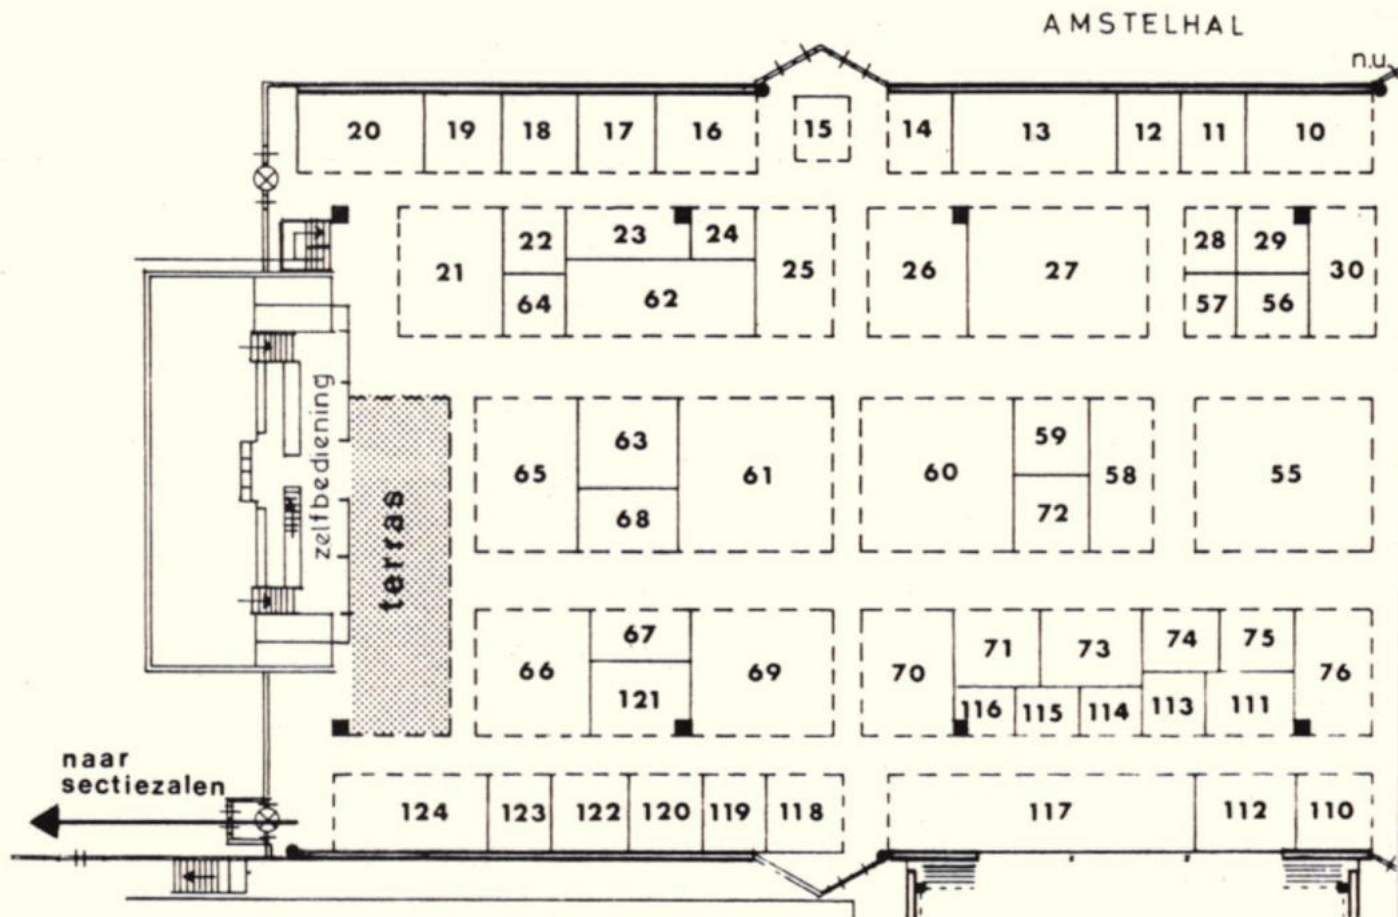 AMSTELHAL
n.u.
20 19 18 17 16 15 14 13 12 11 10
21 22 23 24 25 26 27 28 29 30
64 62 57 56
zelfbediening
terras
65 63 61 60 59 58 55
68 72
66 67 69 70 71 73 74 75 76
121 116 115 114 113 111
naar
sectiezalen
124 123 122 120 119 118 117 112 110